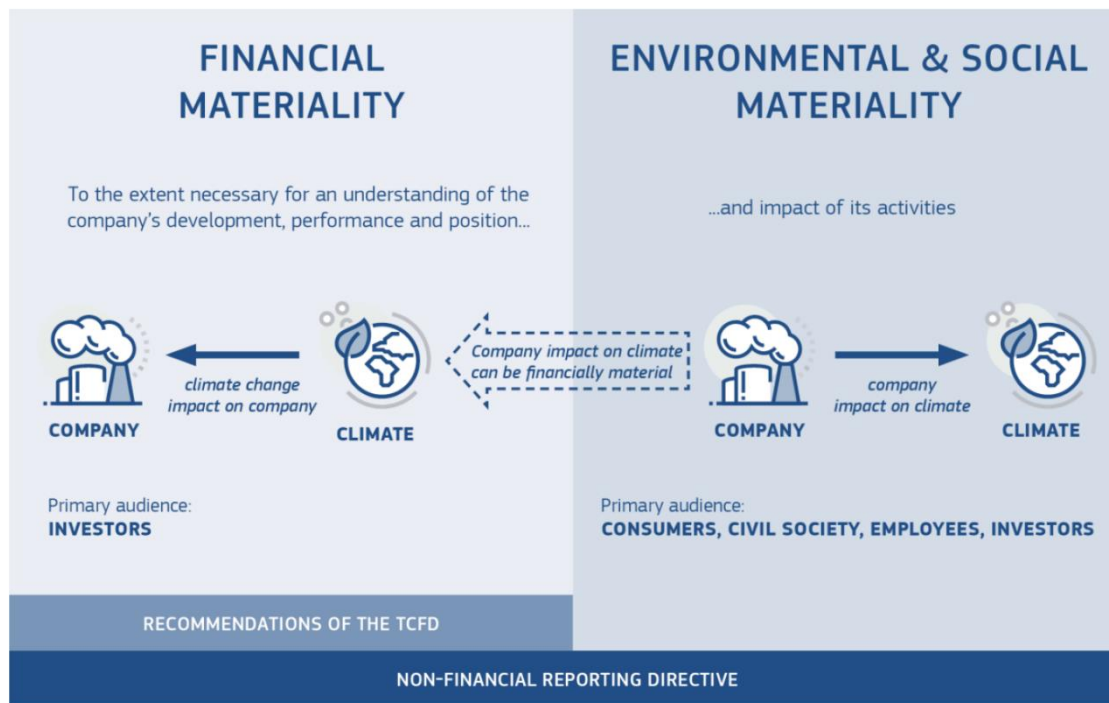 FINANCIAL
MATERIALITY
To the extent necessary for an understanding of the
company's development, performance and position...
climate change
impact on company
COMPANY
CLIMATE
Primary audience:
INVESTORS
RECOMMENDATIONS OF THE TCFD
Company impact on climate
can be financially material
ENVIRONMENTAL & SOCIAL
MATERIALITY
...and impact of its activities
company
impact on climate
COMPANY
CLIMATE
Primary audience:
CONSUMERS, CIVIL SOCIETY, EMPLOYEES, INVESTORS
NON-FINANCIAL REPORTING DIRECTIVE